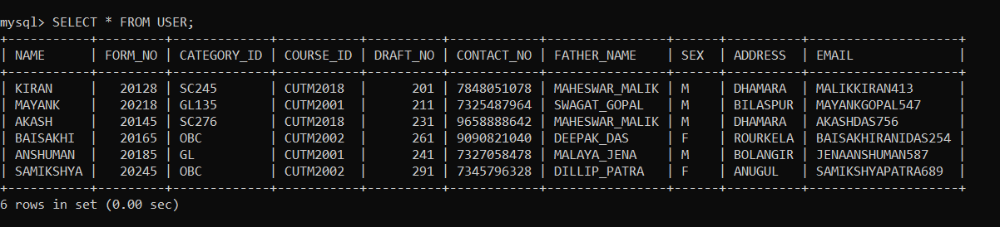 mysql> SELECT * FROM USER;
+-----------+---------+-------------+-----------+----------+------------+---------------+------+----------+--------------------+
| NAME      | FORM_NO | CATEGORY_ID | COURSE_ID | DRAFT_NO | CONTACT_NO | FATHER_NAME    | SEX  | ADDRESS  | EMAIL              |
+-----------+---------+-------------+-----------+----------+------------+---------------+------+----------+--------------------+
| KIRAN     |   20128 | SC245       | CUTM2018  |      201 | 7848051078 | MAHESWAR_MALIK | M    | DHAMARA  | MALIKKIRAN413      |
| MAYANK    |   20218 | GL135       | CUTM2001  |      211 | 7325487964 | SWAGAT_GOPAL   | M    | BILASPUR | MAYANKGOPAL547     |
| AKASH     |   20145 | SC276       | CUTM2018  |      231 | 9658888642 | MAHESWAR_MALIK | M    | DHAMARA  | AKASHDAS756        |
| BAISAKHI  |   20165 | OBC         | CUTM2002  |      261 | 9090821040 | DEEPAK_DAS     | F    | ROURKELA | BAISAKHIRANIDAS254 |
| ANSHUMAN  |   20185 | GL          | CUTM2001  |      241 | 7327058478 | MALAYA_JENA    | M    | BOLANGIR | JENAANSHUMAN587    |
| SAMIKSHYA |   20245 | OBC         | CUTM2002  |      291 | 7345796328 | DILLIP_PATRA   | F    | ANUGUL   | SAMIKSHYAPATRA689  |
+-----------+---------+-------------+-----------+----------+------------+---------------+------+----------+--------------------+
6 rows in set (0.00 sec)